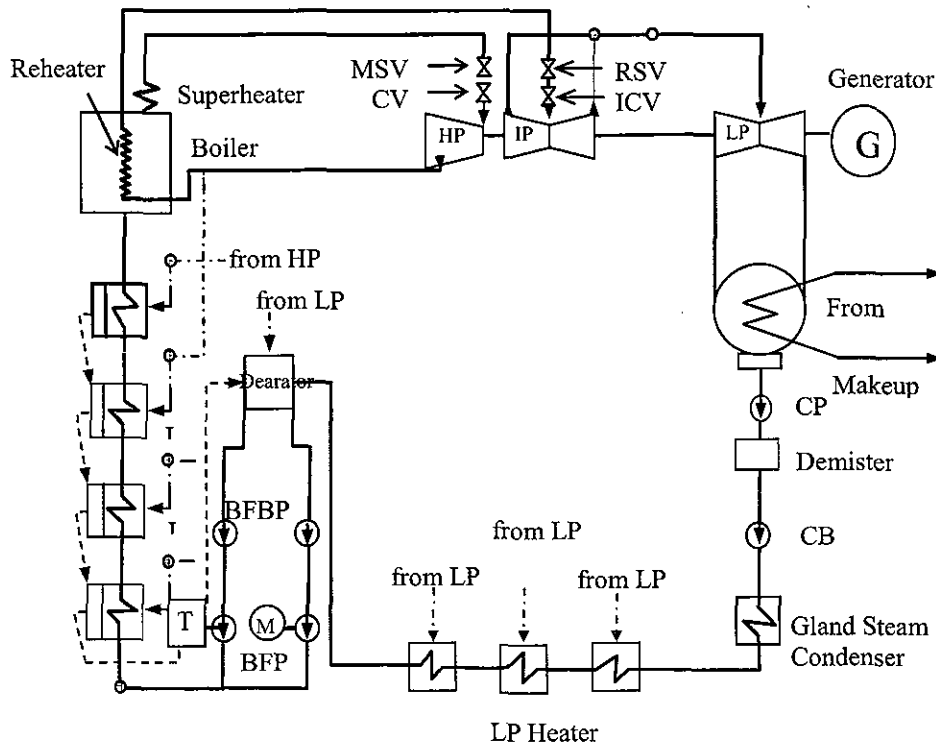 Reheater
MSV
RSV
Generator
Superheater
CV
ICV
HP
IP
LP
G
Boiler
from HP
from LP
From
Dearator
Makeup
CP
T
Demister
BFBP
from LP
T
CB
from LP
from LP
T
M
Gland Steam
Condenser
BFP
LP Heater